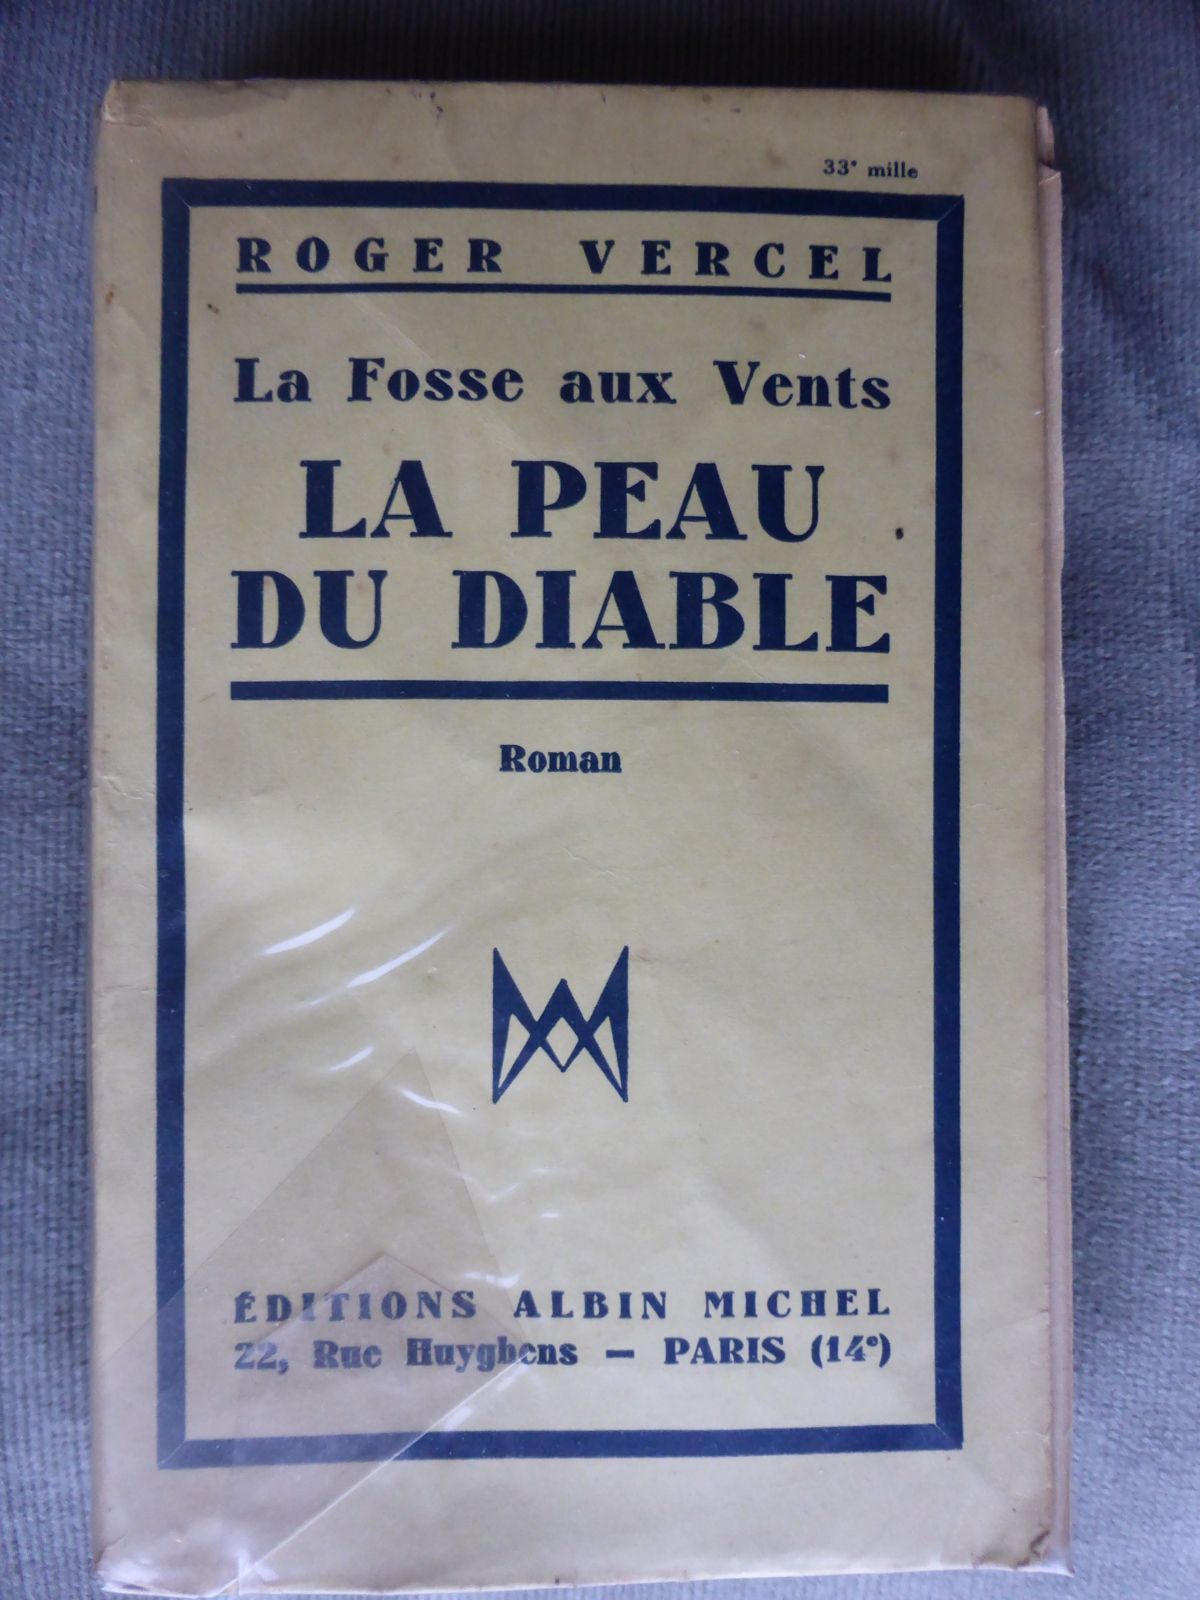 33e mille
ROGER VERCEL
La Fosse aux Vents
LA PEAU
DU DIABLE
Roman
ÉDITIONS ALBIN MICHEL
22, Rue Huyghens — PARIS (14e)